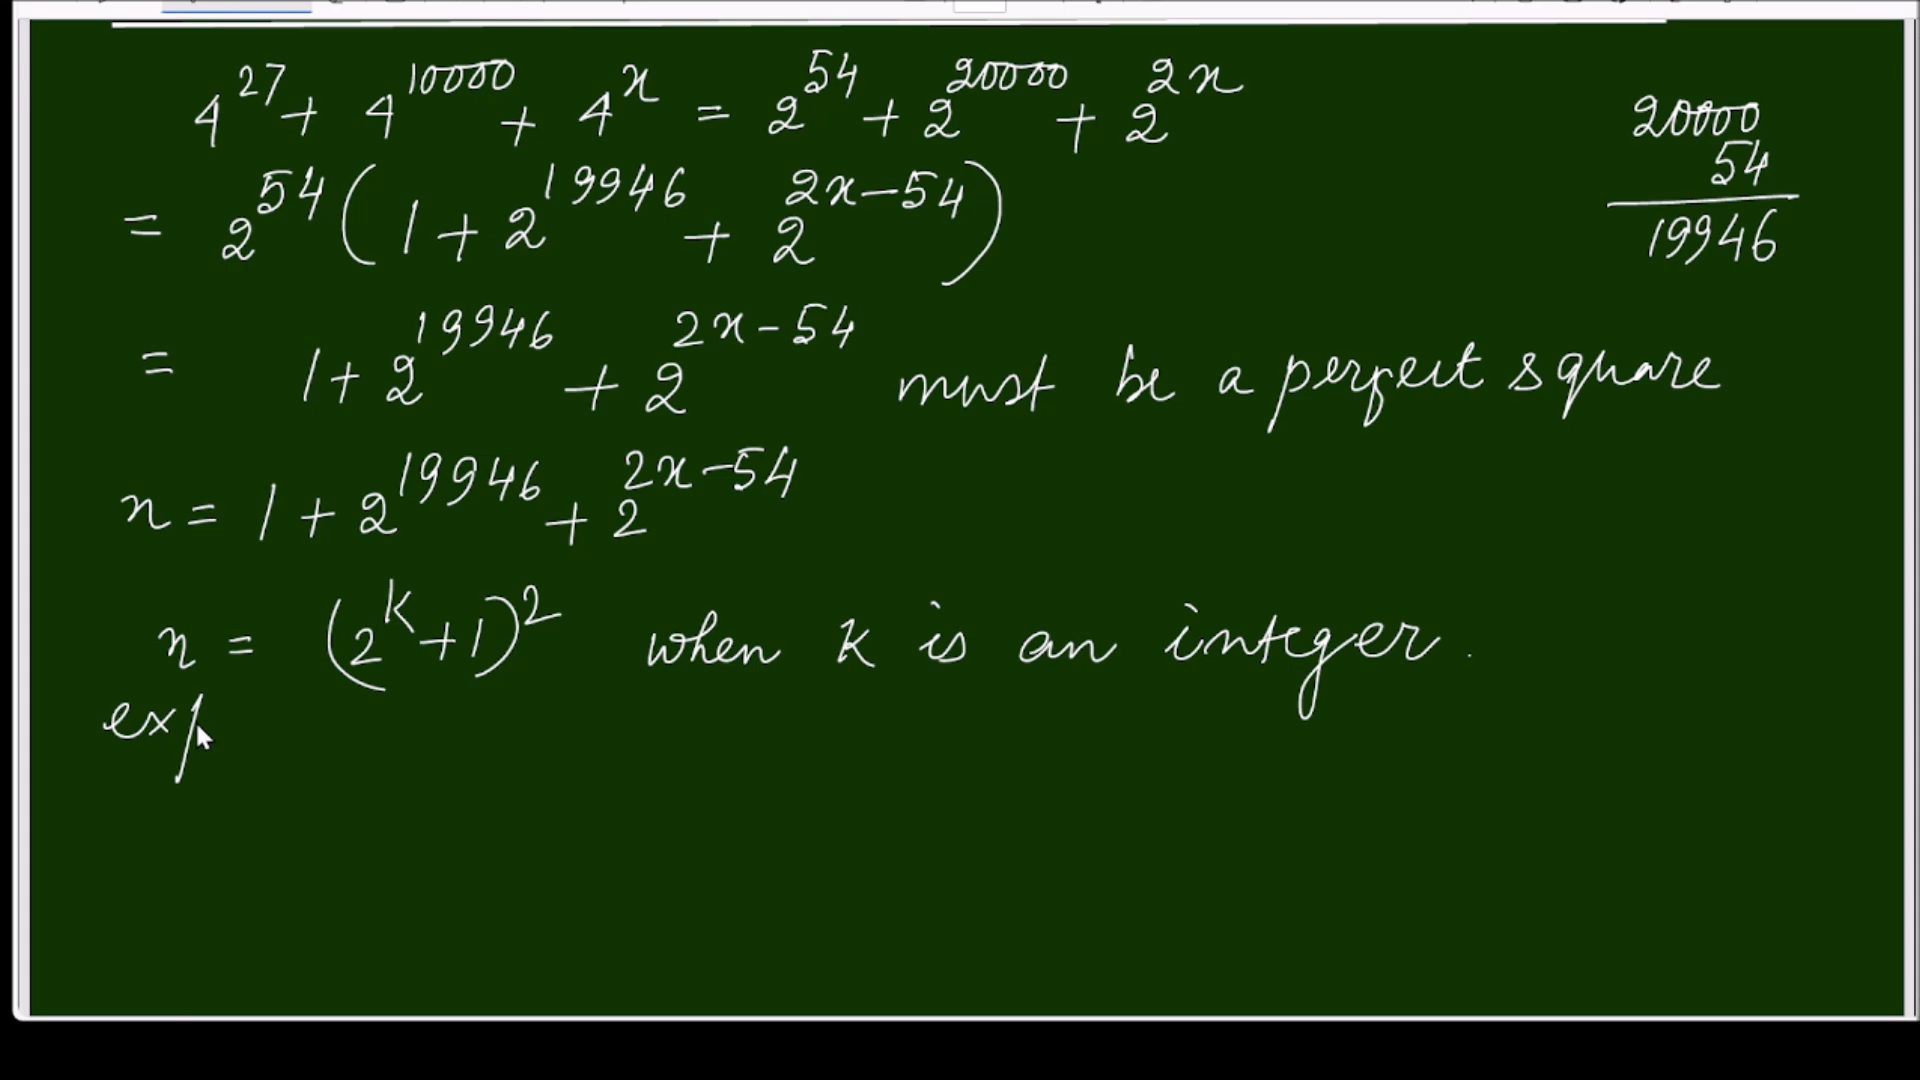 4^27 + 4^10000 + 4^x = 2^54 + 2^20000 + 2^2x
20000
54
19946
= 2^54 (1 + 2^19946 + 2^2x-54)
= 1 + 2^19946 + 2^2x-54 must be a perfect square
n = 1 + 2^19946 + 2^2x-54
n = (2^k + 1)^2 when k is an integer.
exp